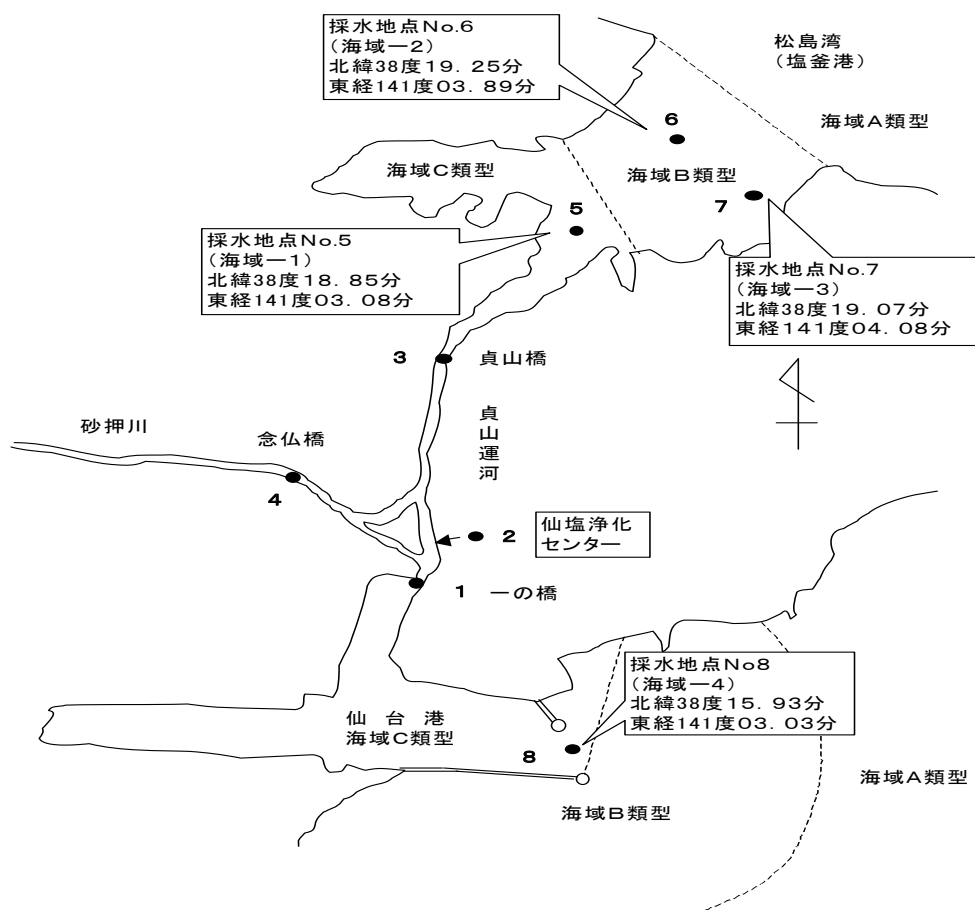 採水地点No.6
(海域ー2)
北緯38度19. 25分
東経141度03. 89分
松島湾
(塩釜港)
海域A類型
6
海域C類型
海域B類型
7
5
採水地点No.5
(海域ー1)
北緯38度18. 85分
東経141度03. 08分
採水地点No.7
(海域ー3)
北緯38度19. 07分
東経141度04. 08分
3
貞山橋
砂押川
念仏橋
貞山運河
4
2
仙塩浄化
センター
1
一の橋
採水地点No8
(海域ー4)
北緯38度15. 93分
東経141度03. 03分
仙台港
海域C類型
8
海域A類型
海域B類型